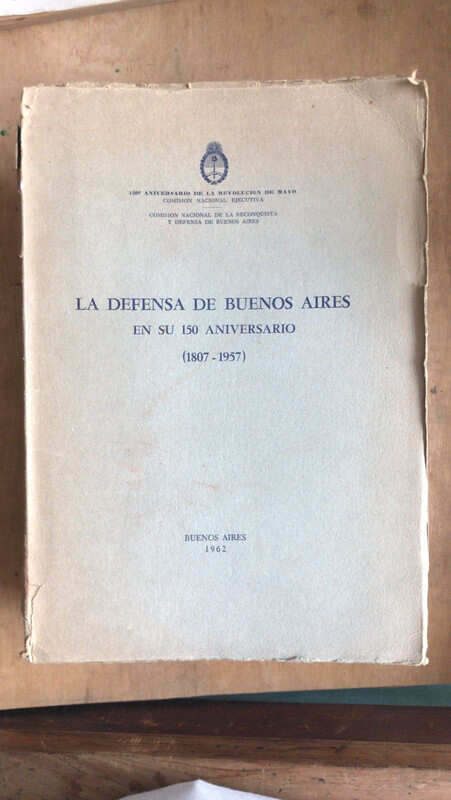 150º ANIVERSARIO DE LA REVOLUCION DE MAYO
COMISION NACIONAL EJECUTIVA
COMISION NACIONAL DE LA RECONQUISTA
Y DEFENSA DE BUENOS AIRES
LA DEFENSA DE BUENOS AIRES
EN SU 150 ANIVERSARIO
(1807 - 1957)
BUENOS AIRES
1962